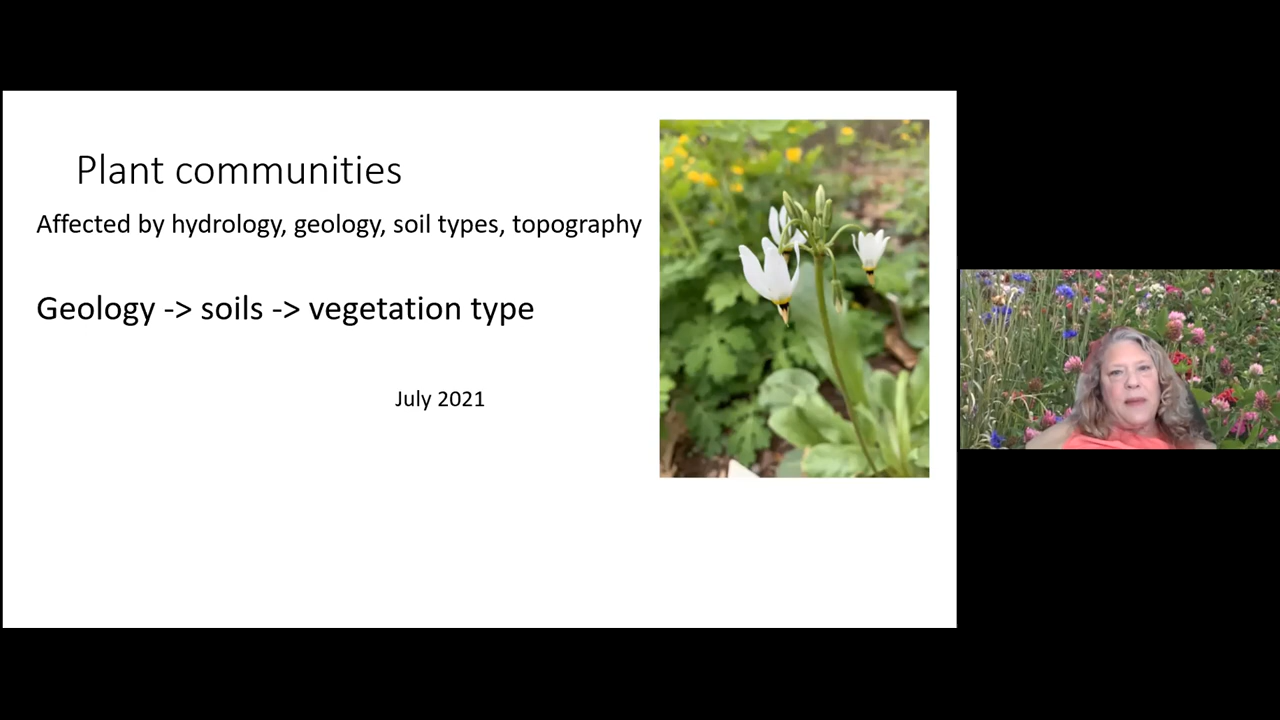 Plant communities
Affected by hydrology, geology, soil types, topography
Geology -> soils -> vegetation type
July 2021